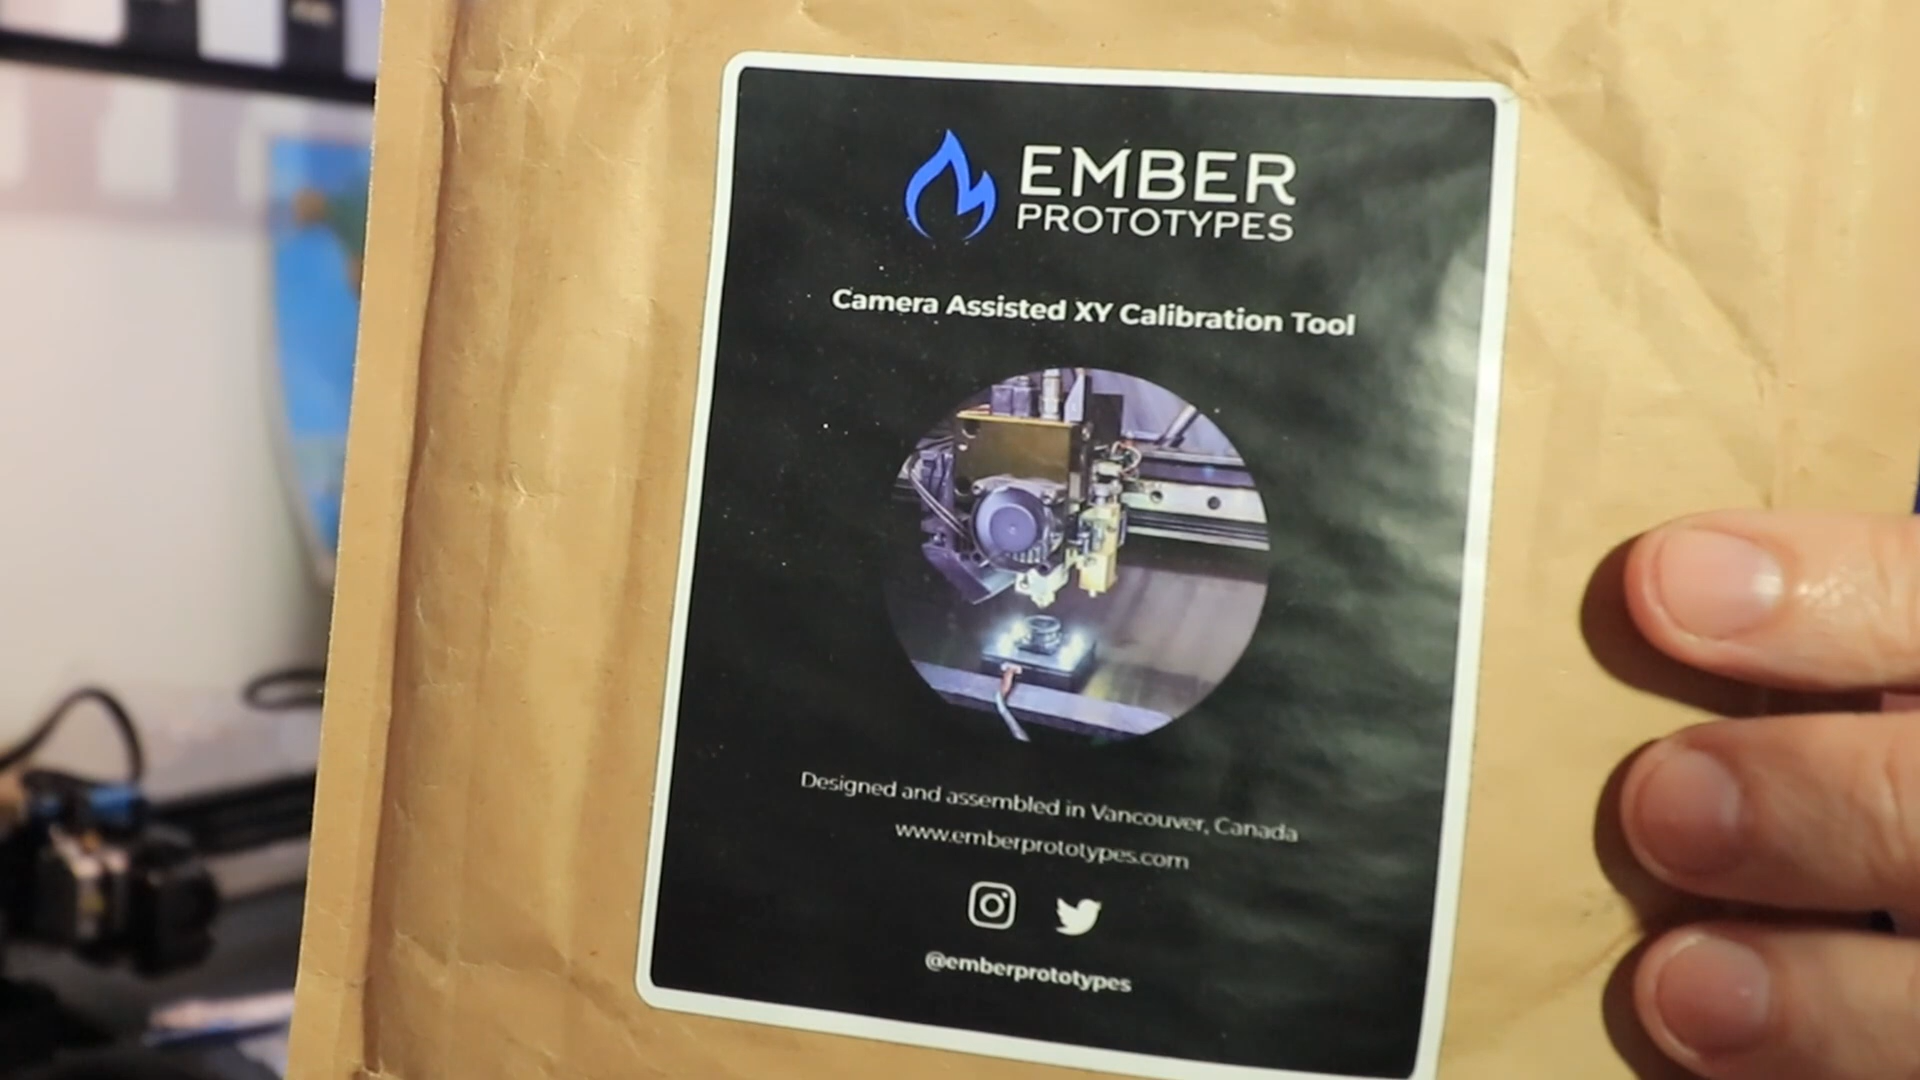 EMBER
PROTOTYPES
Camera Assisted XY Calibration Tool
Designed and assembled in Vancouver, Canada
www.emberprototypes.com
@emberprototypes